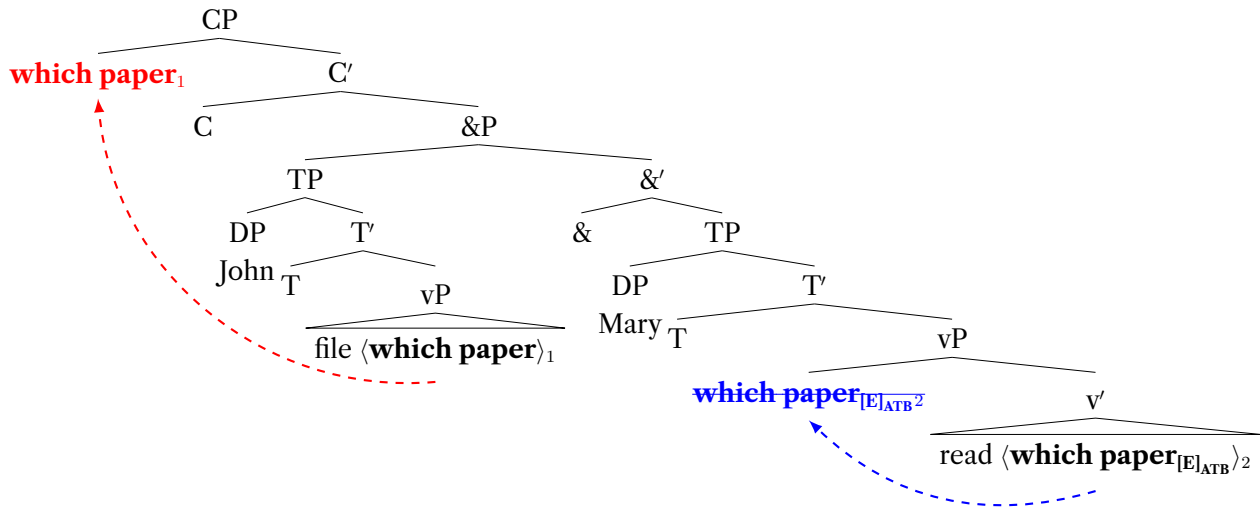 CP
which paper₁ C′
C &P
TP &′
DP T′ & TP
John T vP DP T′
file ⟨which paper⟩₁ Mary T vP
which paper[E]ATB 2 v′
read ⟨which paper[E]ATB⟩₂